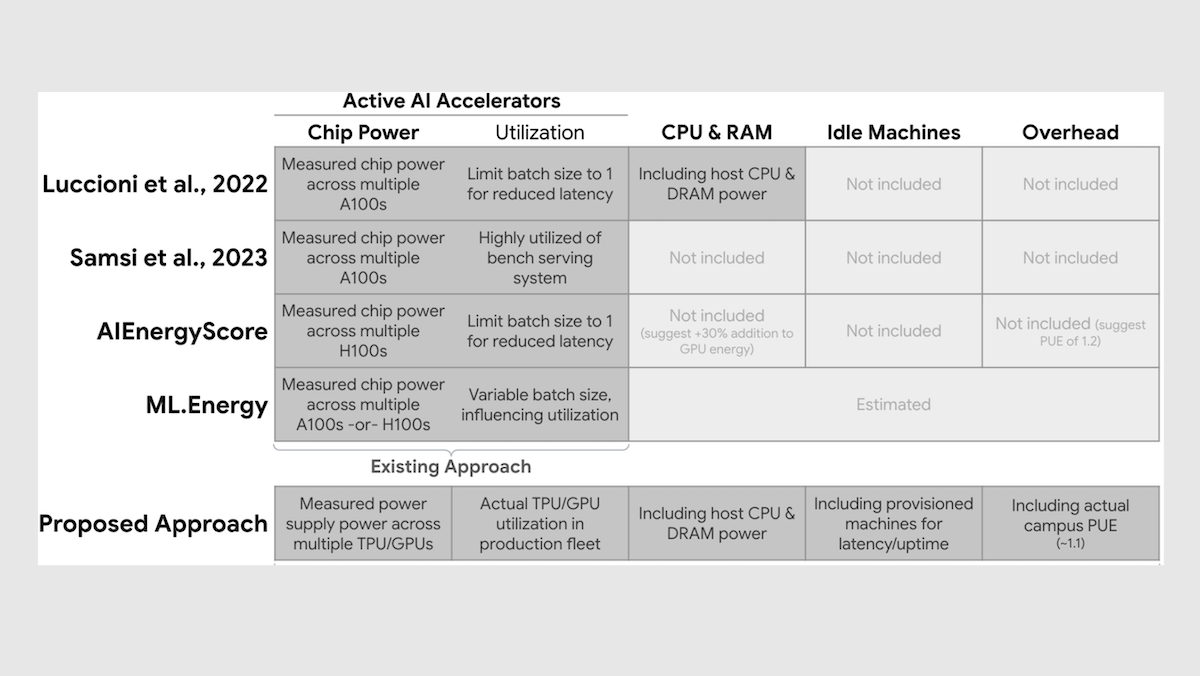 Active AI Accelerators
Chip Power
Utilization
CPU & RAM
Idle Machines
Overhead
Luccioni et al., 2022
Measured chip power
across multiple
A100s
Limit batch size to 1
for reduced latency
Including host CPU &
DRAM power
Not included
Not included
Samsi et al., 2023
Measured chip power
across multiple
A100s
Highly utilized of
bench serving
system
Not included
Not included
Not included
AIEnergyScore
Measured chip power
across multiple
H100s
Limit batch size to 1
for reduced latency
Not included
(suggest +30% addition to
GPU energy)
Not included
Not included (suggest
PUE of 1.2)
ML.Energy
Measured chip power
across multiple
A100s -or- H100s
Variable batch size,
influencing utilization
Estimated
Existing Approach
Proposed Approach
Measured power
supply power across
multiple TPU/GPUs
Actual TPU/GPU
utilization in
production fleet
Including host CPU &
DRAM power
Including provisioned
machines for
latency/uptime
Including actual
campus PUE
(~1.1)